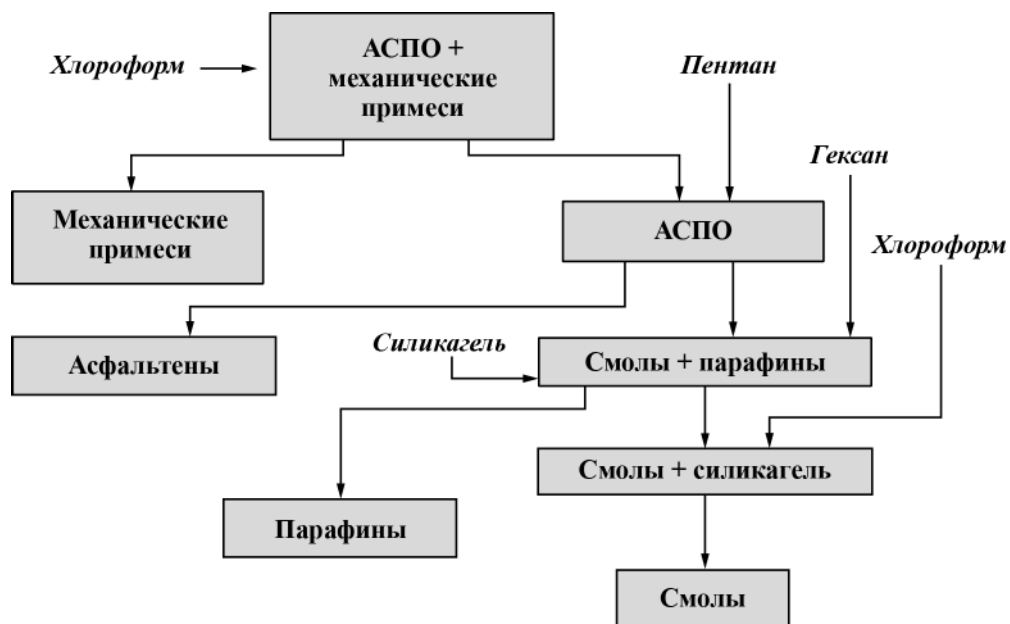 Хлороформ
АСПО +
механические
примеси
Пентан
Гексан
Механические
примеси
АСПО
Хлороформ
Силикагель
Асфальтены
Смолы + парафины
Смолы + силикагель
Парафины
Смолы